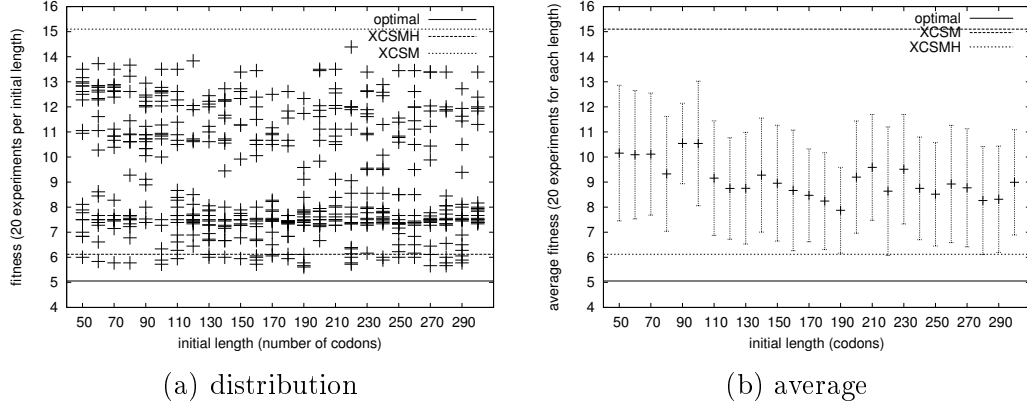 optimal
XCSMH
XCSM
fitness (20 experiments per initial length)
16
15
14
13
12
11
10
9
8
7
6
5
4
50 70 90 110 130 150 170 190 210 230 250 270 290
initial length (number of codons)
(a) distribution
optimal
XCSM
XCSMH
average fitness (20 experiments for each length)
16
15
14
13
12
11
10
9
8
7
6
5
4
50 70 90 110 130 150 170 190 210 230 250 270 290
initial length (codons)
(b) average